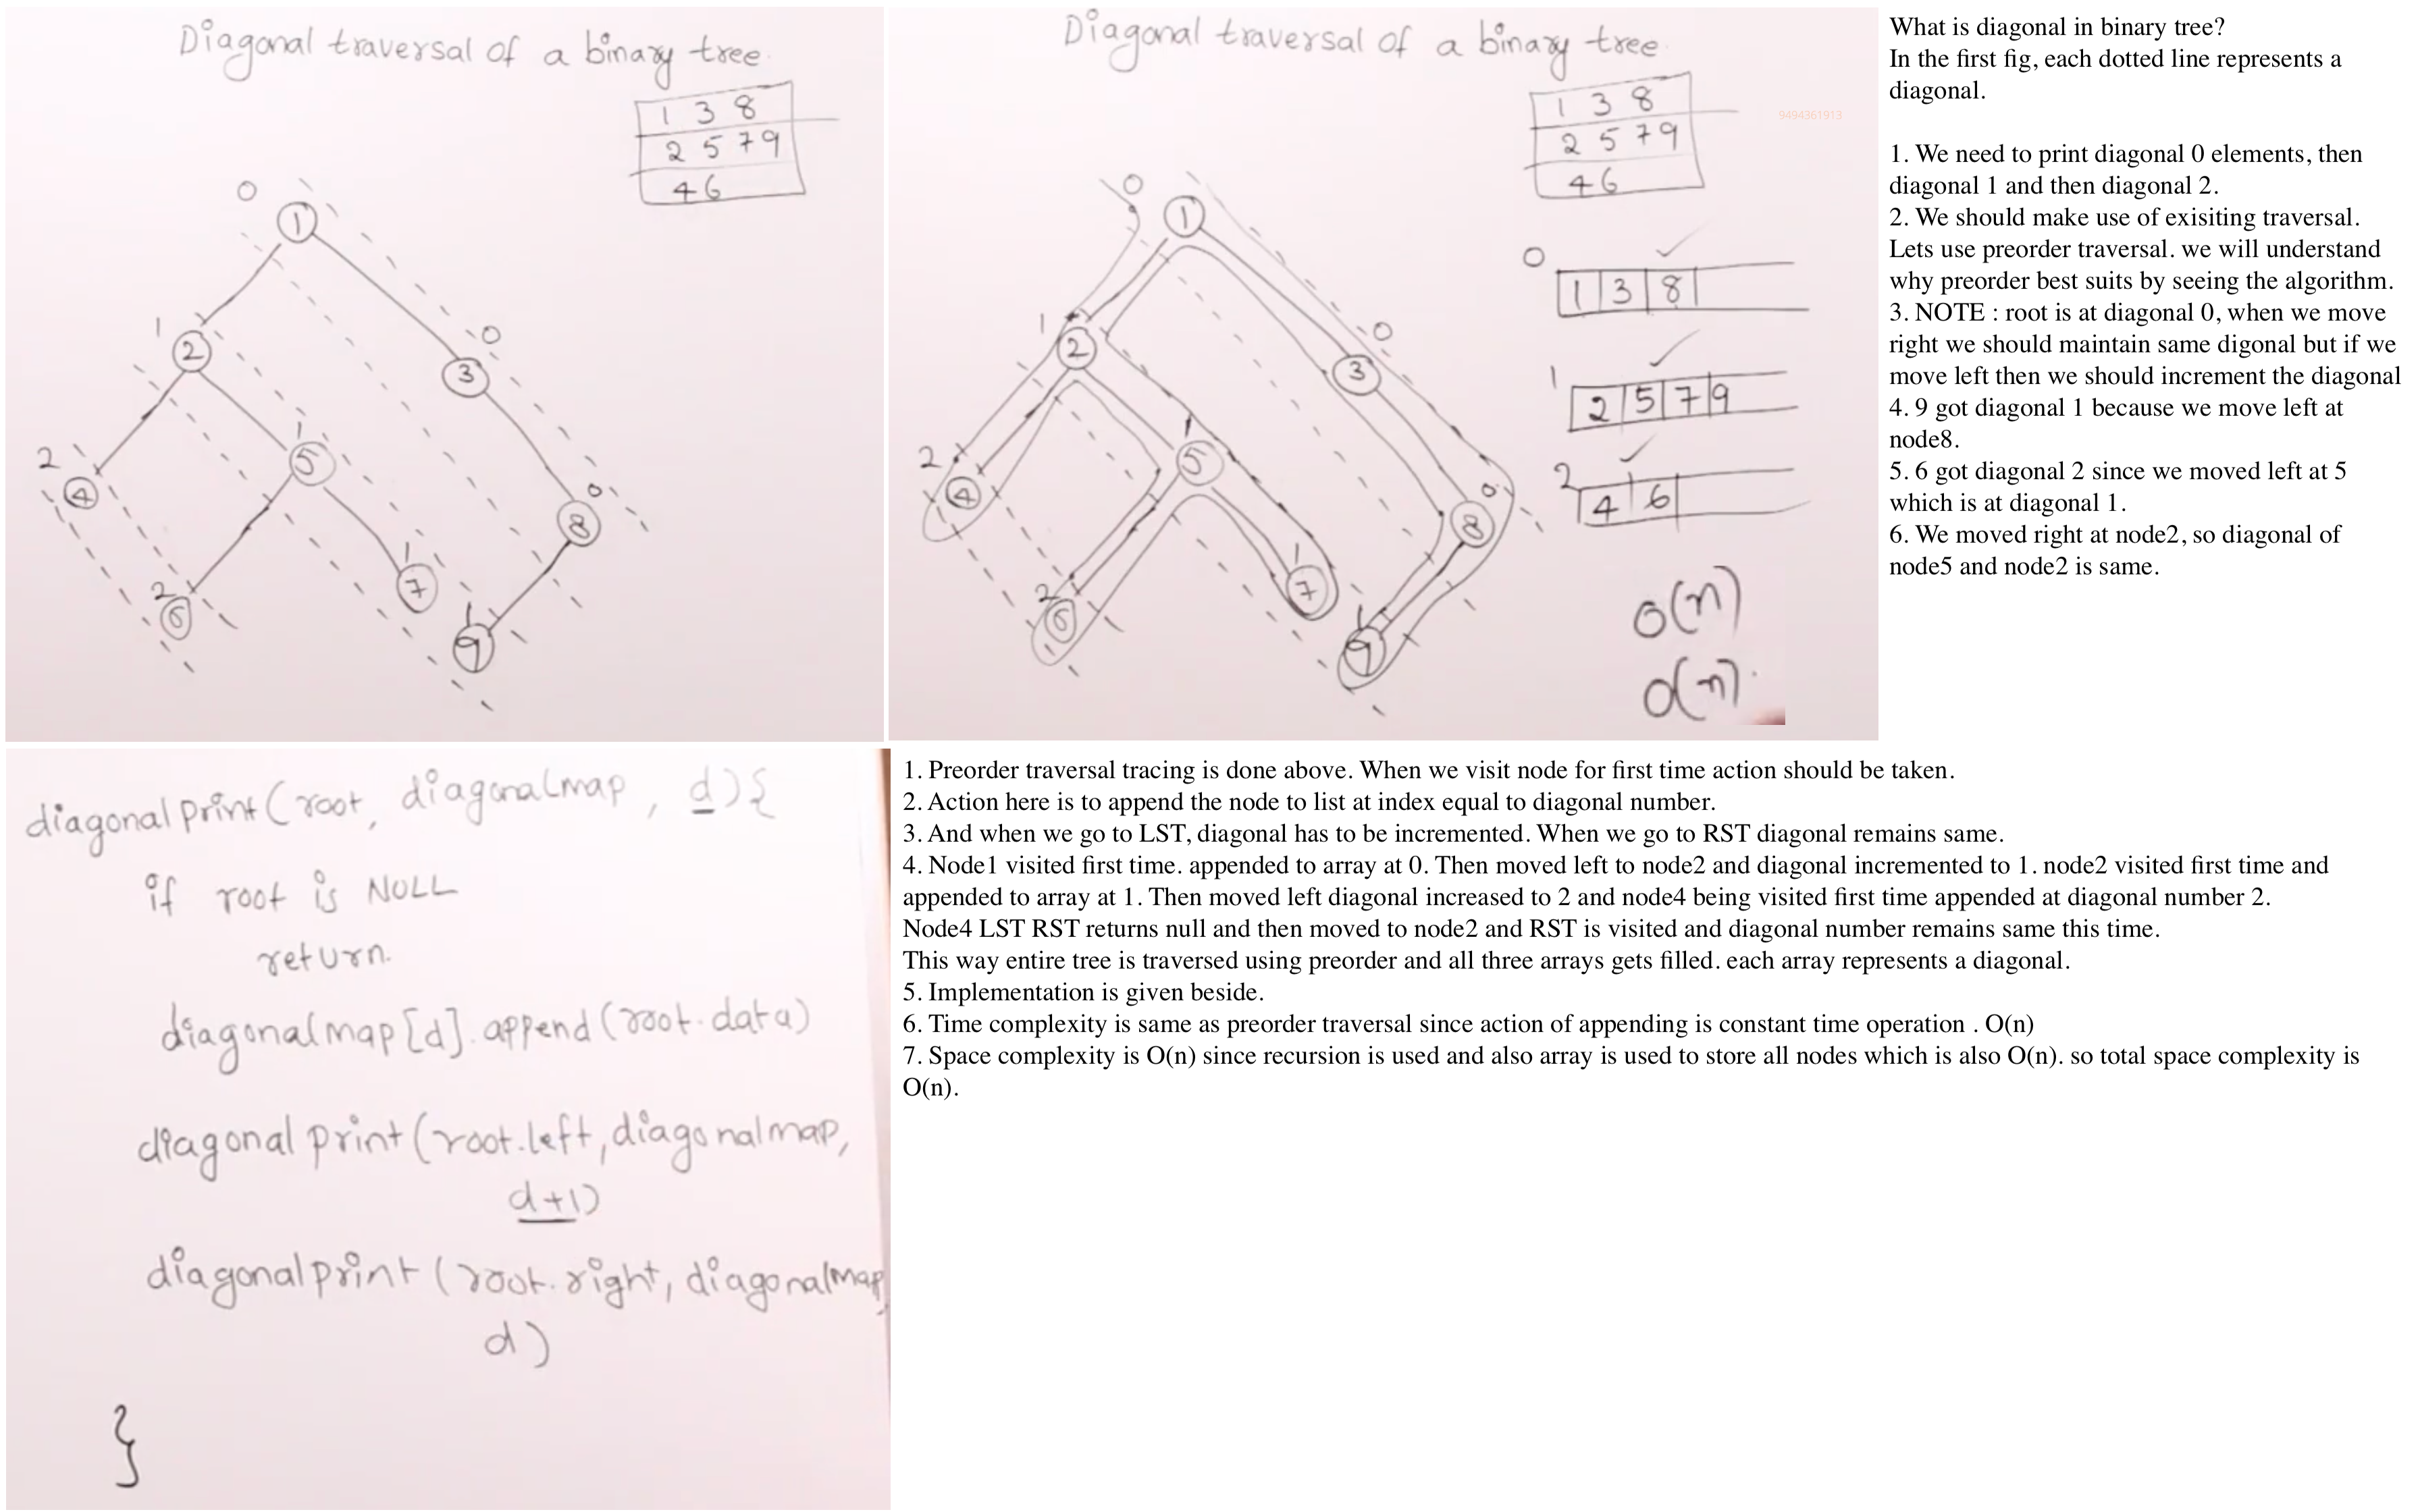 Diagonal traversal of a binary tree.
1 3 8
2 5 7 9
4 6
0
1
0
1
2
2
3
2
5
0
4
1
8
2
7
6
1
9
Diagonal traversal of a binary tree
1 3 8
2 5 7 9
4 6
9494361913
0
1
0
1 3 8
1
0
2
3
1
2 5 7 9
2
1
5
4
0
8
2
4 6
1
7
2
6
1
9
O(n)
O(n).
What is diagonal in binary tree?
In the first fig, each dotted line represents a
diagonal.
1. We need to print diagonal 0 elements, then
diagonal 1 and then diagonal 2.
2. We should make use of exisiting traversal.
Lets use preorder traversal. we will understand
why preorder best suits by seeing the algorithm.
3. NOTE : root is at diagonal 0, when we move
right we should maintain same digonal but if we
move left then we should increment the diagonal
4. 9 got diagonal 1 because we move left at
node8.
5. 6 got diagonal 2 since we moved left at 5
which is at diagonal 1.
6. We moved right at node2, so diagonal of
node5 and node2 is same.
diagonalprint(root, diagonalmap, d){
if root is NULL
return.
diagonalmap[d].append(root.data)
diagonalprint(root.left, diagonalmap,
d+1)
diagonalprint(root.right, diagonalmap,
d)
}
1. Preorder traversal tracing is done above. When we visit node for first time action should be taken.
2. Action here is to append the node to list at index equal to diagonal number.
3. And when we go to LST, diagonal has to be incremented. When we go to RST diagonal remains same.
4. Node1 visited first time. appended to array at 0. Then moved left to node2 and diagonal incremented to 1. node2 visited first time and
appended to array at 1. Then moved left diagonal increased to 2 and node4 being visited first time appended at diagonal number 2.
Node4 LST RST returns null and then moved to node2 and RST is visited and diagonal number remains same this time.
This way entire tree is traversed using preorder and all three arrays gets filled. each array represents a diagonal.
5. Implementation is given beside.
6. Time complexity is same as preorder traversal since action of appending is constant time operation . O(n)
7. Space complexity is O(n) since recursion is used and also array is used to store all nodes which is also O(n). so total space complexity is
O(n).